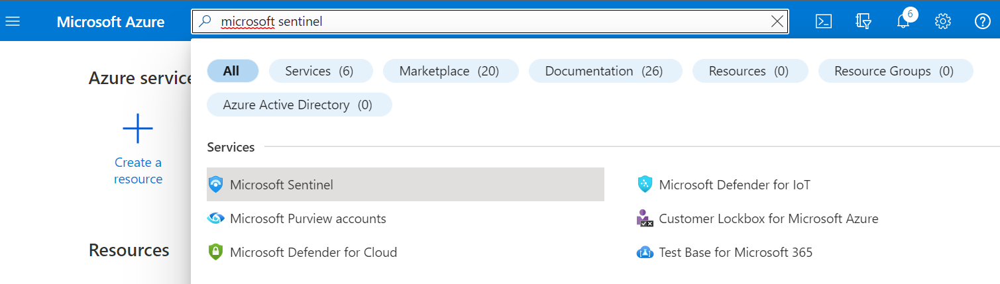 Microsoft Azure
microsoft sentinel
6
All
Services (6)
Marketplace (20)
Documentation (26)
Resources (0)
Resource Groups (0)
Azure Active Directory (0)
Azure service
Create a
resource
Resources
Services
Microsoft Sentinel
Microsoft Defender for IoT
Microsoft Purview accounts
Customer Lockbox for Microsoft Azure
Microsoft Defender for Cloud
Test Base for Microsoft 365